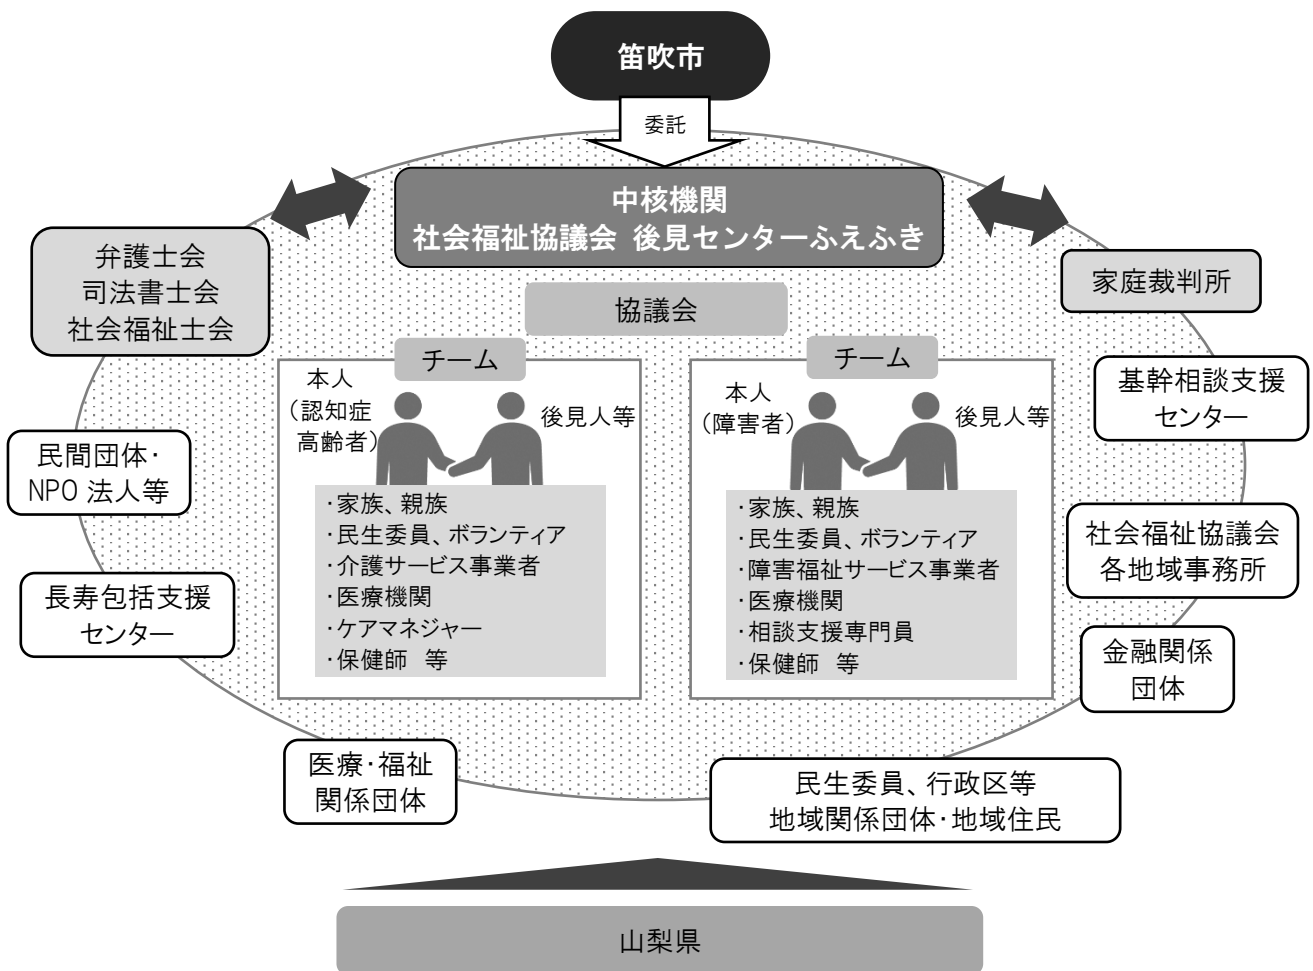 笛吹市
委託
中核機関
社会福祉協議会 後見センターふえふき
弁護士会
司法書士会
社会福祉士会
家庭裁判所
協議会
チーム
本人
（認知症
高齢者）
後見人等
・家族、親族
・民生委員、ボランティア
・介護サービス事業者
・医療機関
・ケアマネジャー
・保健師 等
チーム
本人
（障害者）
後見人等
・家族、親族
・民生委員、ボランティア
・障害福祉サービス事業者
・医療機関
・相談支援専門員
・保健師 等
基幹相談支援
センター
民間団体・
NPO 法人等
社会福祉協議会
各地域事務所
長寿包括支援
センター
金融関係
団体
医療・福祉
関係団体
民生委員、行政区等
地域関係団体・地域住民
山梨県